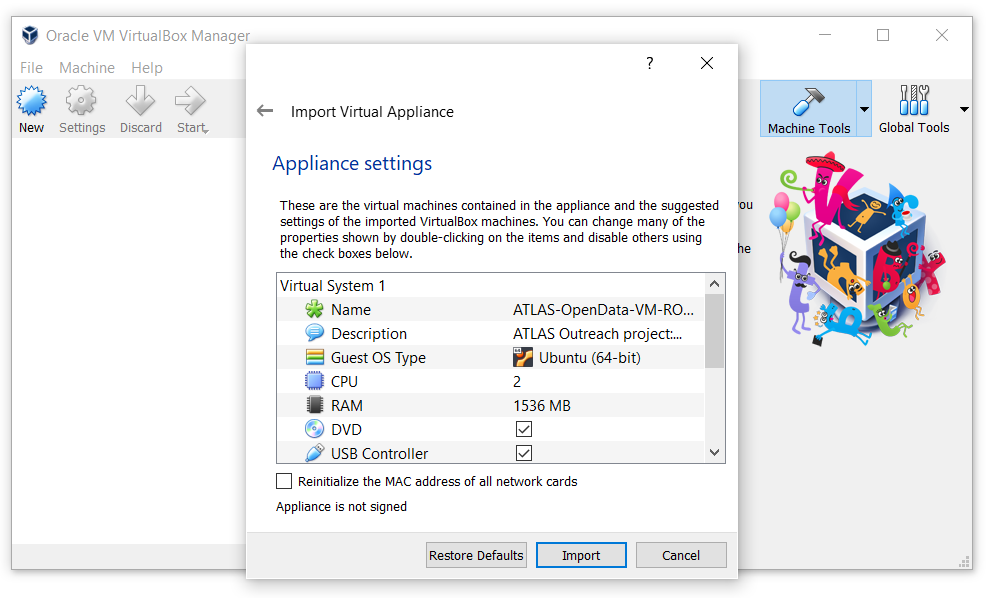 Oracle VM VirtualBox Manager
File Machine Help
New Settings Discard Start
Machine Tools Global Tools
you
the
?
Import Virtual Appliance
Appliance settings
These are the virtual machines contained in the appliance and the suggested
settings of the imported VirtualBox machines. You can change many of the
properties shown by double-clicking on the items and disable others using
the check boxes below.
Virtual System 1
Name ATLAS-OpenData-VM-RO...
Description ATLAS Outreach project:...
Guest OS Type Ubuntu (64-bit)
CPU 2
RAM 1536 MB
DVD
USB Controller
Reinitialize the MAC address of all network cards
Appliance is not signed
Restore Defaults Import Cancel